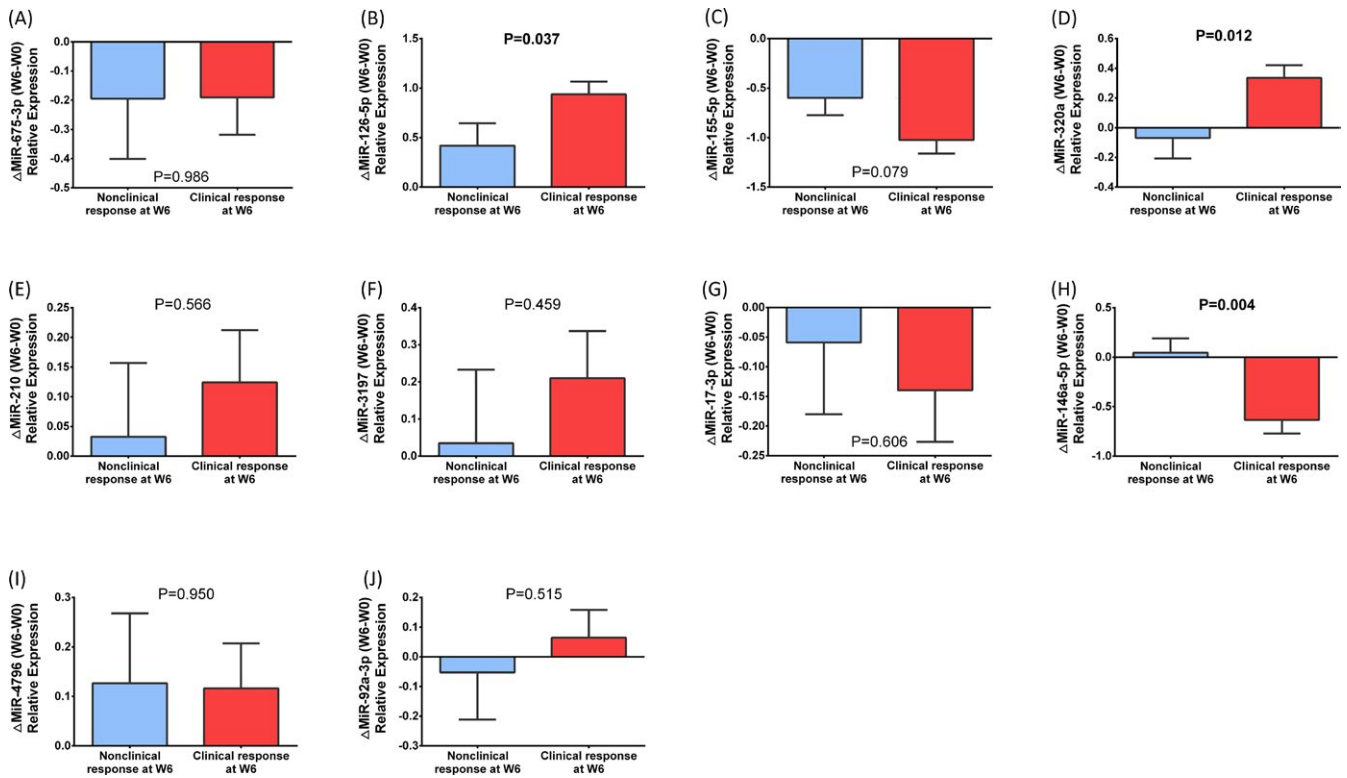 (A)
△MiR-675-3p (W6-W0)
Relative Expression
0.0
-0.1
-0.2
-0.3
-0.4
-0.5
P=0.986
Nonclinical
response at W6
Clinical response
at W6
(B)
△MiR-126-5p (W6-W0)
Relative Expression
1.5
1.0
0.5
0.0
P=0.037
Nonclinical
response at W6
Clinical response
at W6
(C)
△MiR-155-5p (W6-W0)
Relative Expression
0.0
-0.5
-1.0
-1.5
P=0.079
Nonclinical
response at W6
Clinical response
at W6
(D)
△MiR-320a (W6-W0)
Relative Expression
0.6
0.4
0.2
0.0
-0.2
0.4
P=0.012
Nonclinical
response at W6
Clinical response
at W6
(E)
△MiR-210 (W6-W0)
Relative Expression
0.25
0.20
0.15
0.10
0.05
0.00
P=0.566
Nonclinical
response at W6
Clinical response
at W6
(F)
△MiR-3197 (W6-W0)
Relative Expression
0.4
0.3
0.2
0.1
0.0
P=0.459
Nonclinical
response at W6
Clinical response
at W6
(G)
△MiR-17-3p (W6-W0)
Relative Expression
0.00
-0.05
-0.10
-0.15
-0.20
-0.25
P=0.606
Nonclinical
response at W6
Clinical response
at W6
(H)
△MiR-146a-5p (W6-W0)
Relative Expression
0.5
0.0
-0.5
-1.0
P=0.004
Nonclinical
response at W6
Clinical response
at W6
(I)
△MiR-4796 (W6-W0)
Relative Expression
0.3
0.2
0.1
0.0
P=0.950
Nonclinical
response at W6
Clinical response
at W6
(J)
△MiR-92a-3p (W6-W0)
Relative Expression
0.2
0.1
0.0
-0.1
-0.2
-0.3
P=0.515
Nonclinical
response at W6
Clinical response
at W6